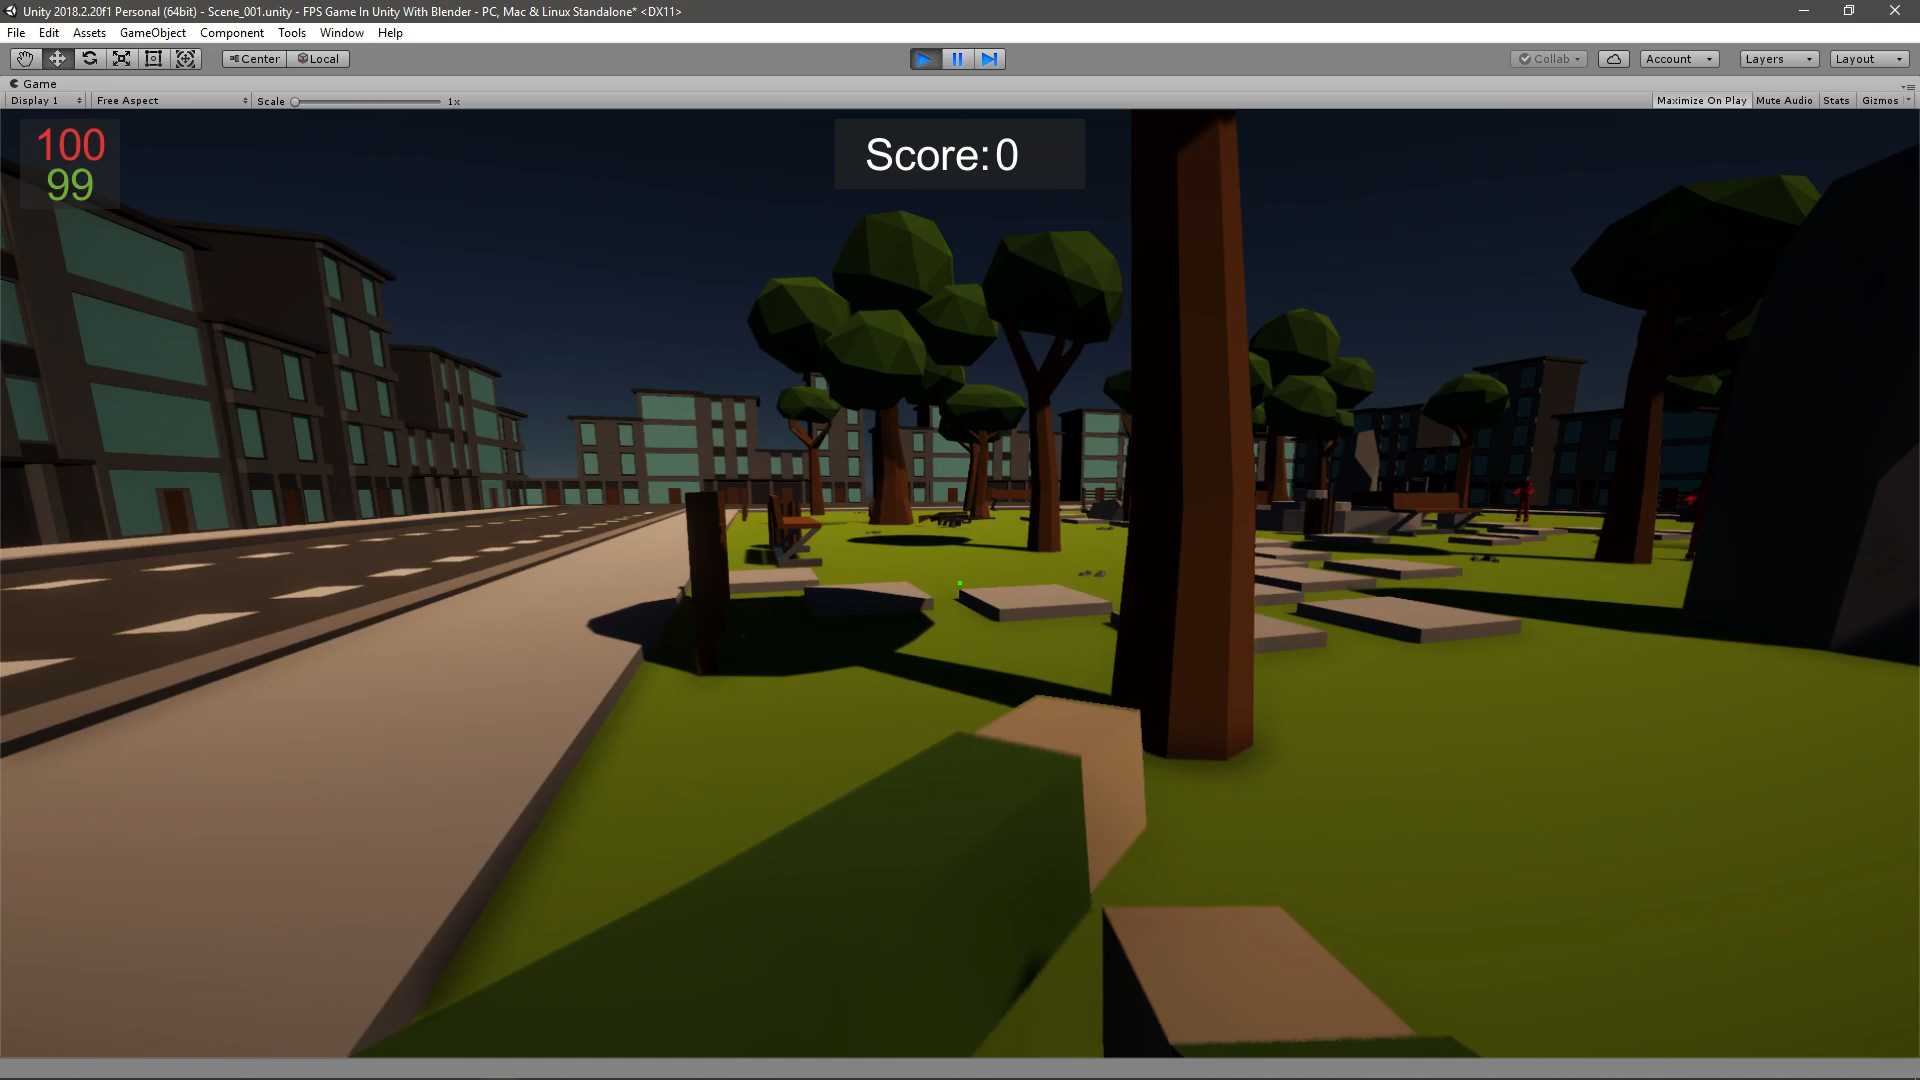 Unity 2018.2.20f1 Personal (64bit) - Scene_001.unity - FPS Game In Unity With Blender - PC, Mac & Linux Standalone* <DX11>
File Edit Assets GameObject Component Tools Window Help
Center Local Collab Account Layers Layout
Game
Display 1 Free Aspect Scale 1x Maximize On Play Mute Audio Stats Gizmos
100
99
Score:0